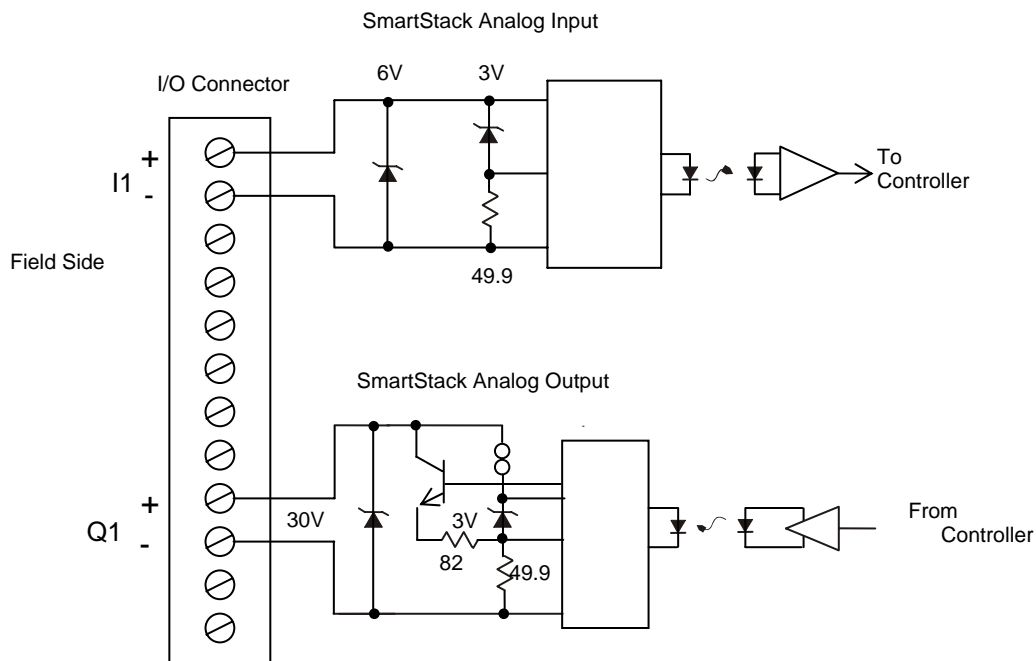 SmartStack Analog Input
6V
3V
I/O Connector
+
I1
-
To
Controller
Field Side
49.9
SmartStack Analog Output
+
Q1
-
30V
3V
82
49.9
From
Controller